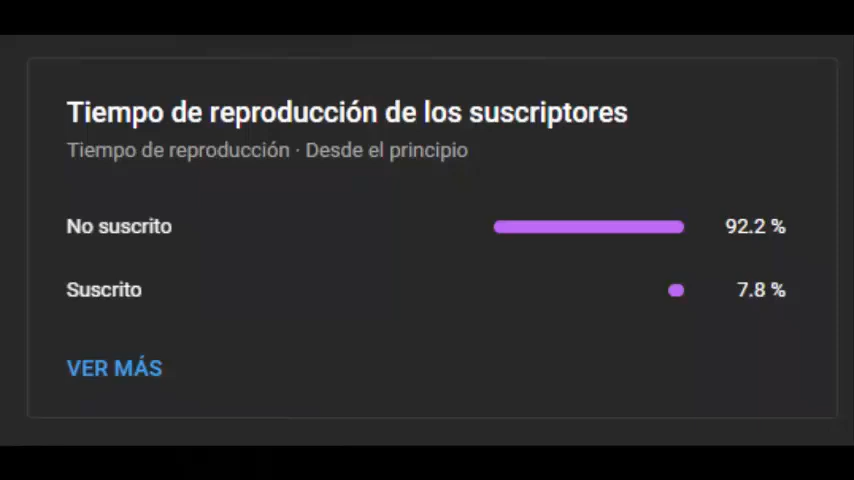 Tiempo de reproducción de los suscriptores
Tiempo de reproducción · Desde el principio
No suscrito 92.2 %
Suscrito 7.8 %
VER MÁS